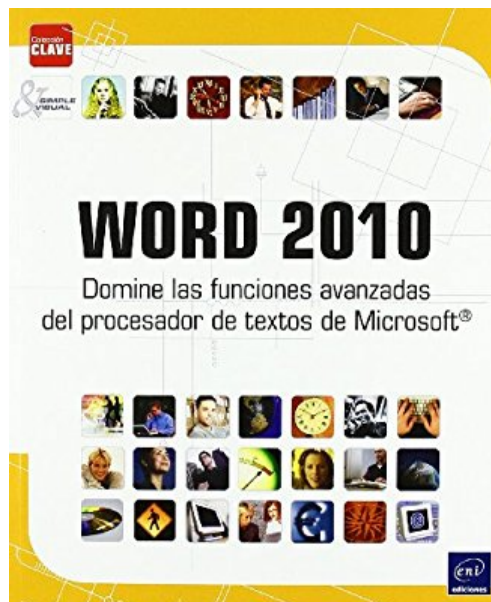 Colección
CLAVE
&
SIMPLE
VISUAL
WORD 2010
Domine las funciones avanzadas
del procesador de textos de Microsoft®
eni
ediciones